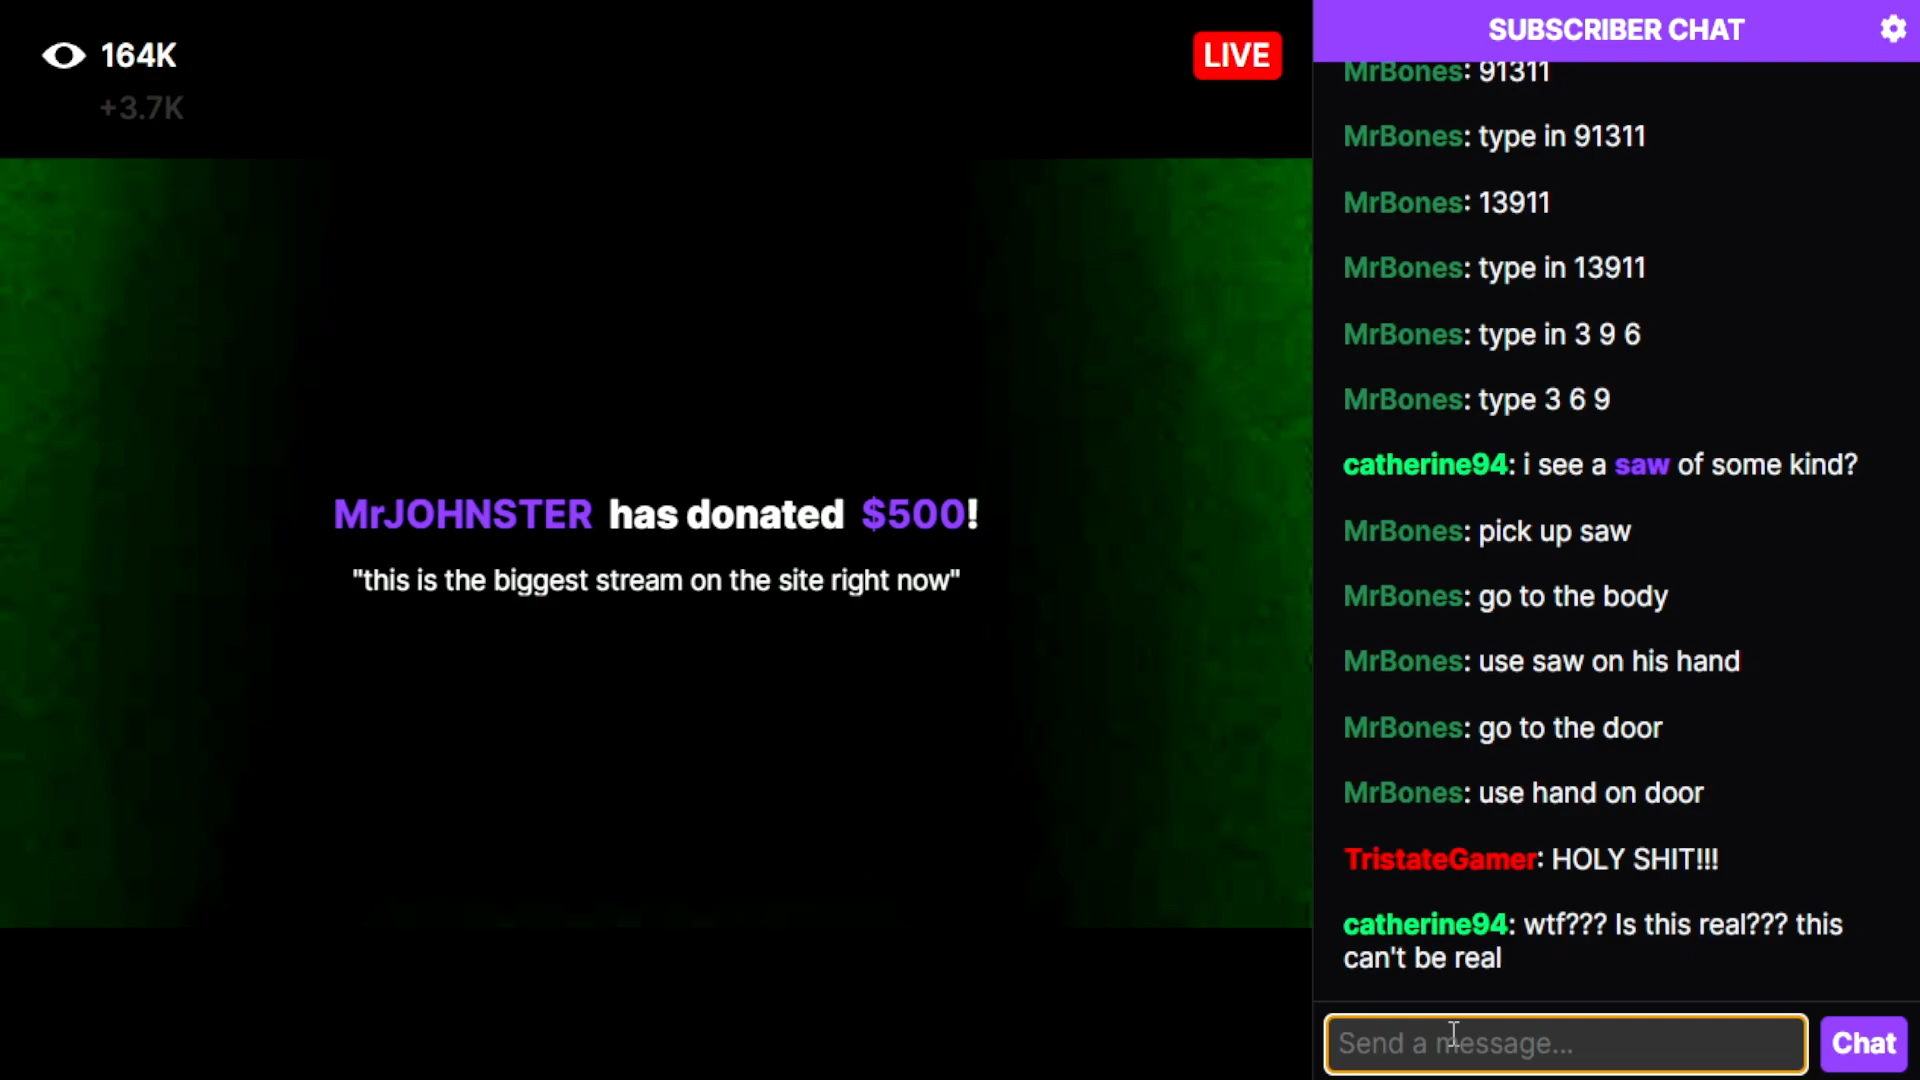 164K
+3.7K
LIVE
MrJOHNSTER has donated $500!
"this is the biggest stream on the site right now"
SUBSCRIBER CHAT
MrBones: 91311
MrBones: type in 91311
MrBones: 13911
MrBones: type in 13911
MrBones: type in 3 9 6
MrBones: type 3 6 9
catherine94: i see a saw of some kind?
MrBones: pick up saw
MrBones: go to the body
MrBones: use saw on his hand
MrBones: go to the door
MrBones: use hand on door
TristateGamer: HOLY SHIT!!!
catherine94: wtf??? Is this real??? this
can't be real
Send a message...
Chat